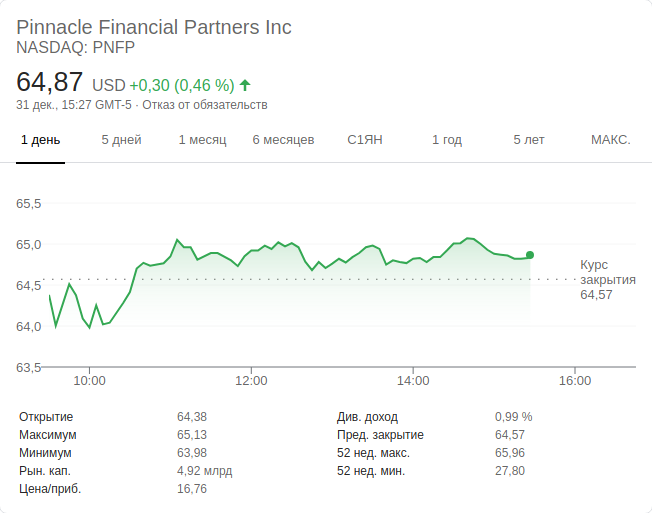 Pinnacle Financial Partners Inc
NASDAQ: PNFP
64,87 USD +0,30 (0,46 %)
31 дек., 15:27 GMT-5 · Отказ от обязательств
1 день 5 дней 1 месяц 6 месяцев С1ЯН 1 год 5 лет МАКС.
65,5
65,0
64,5
64,0
63,5
Курс
закрытия
64,57
10:00 12:00 14:00 16:00
Открытие 64,38 Див. доход 0,99 %
Максимум 65,13 Пред. закрытие 64,57
Минимум 63,98 52 нед. макс. 65,96
Рын. кап. 4,92 млрд 52 нед. мин. 27,80
Цена/приб. 16,76